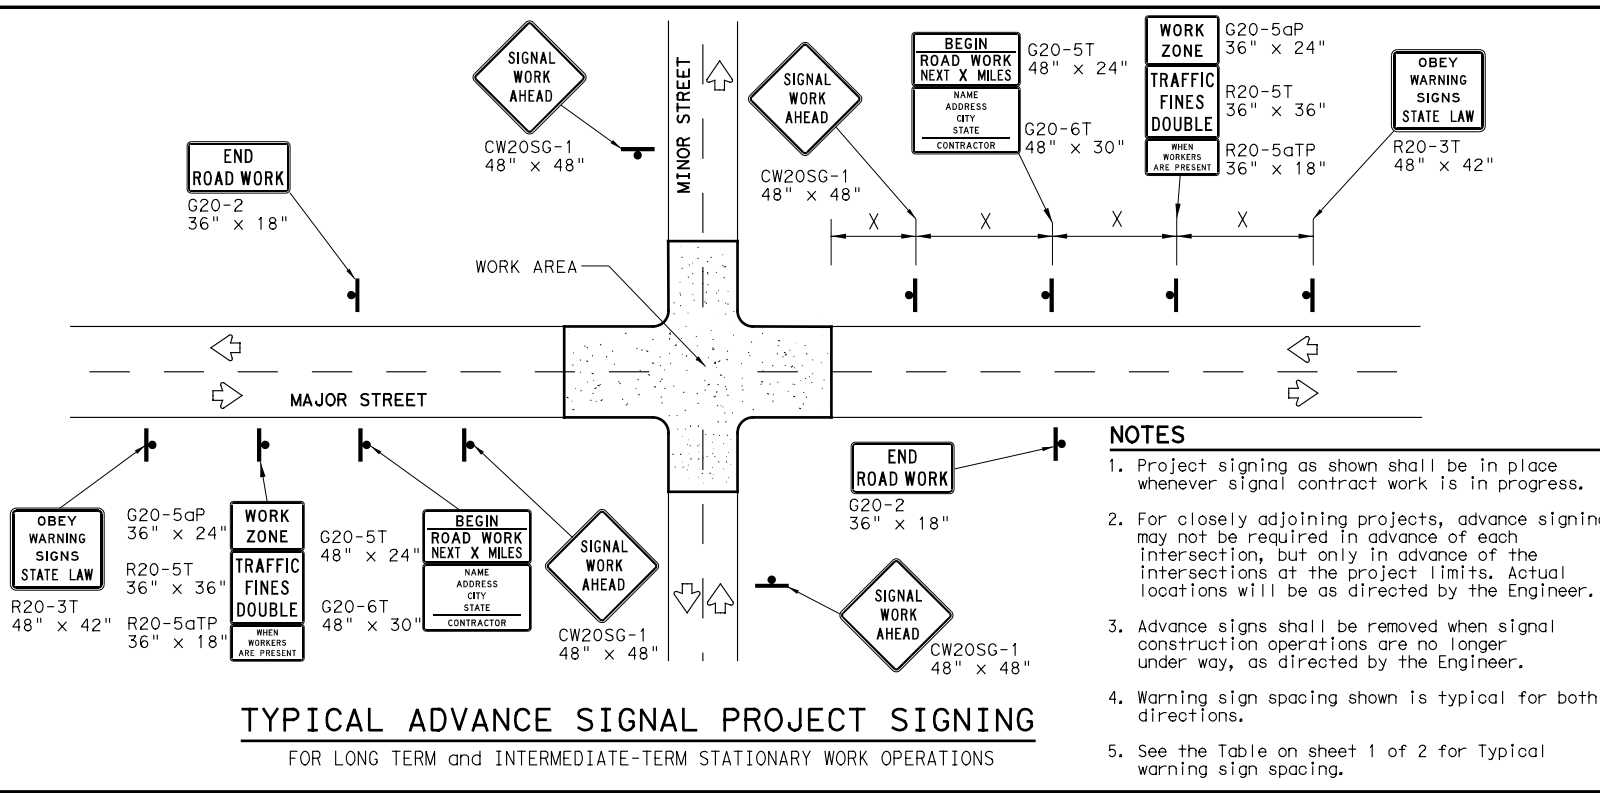 SIGNAL
WORK
AHEAD
CW20SG-1
48" x 48"
MINOR STREET
SIGNAL
WORK
AHEAD
CW20SG-1
48" x 48"
BEGIN
ROAD WORK
NEXT X MILES
NAME
ADDRESS
CITY
STATE
CONTRACTOR
G20-5T
48" x 24"
G20-6T
48" x 30"
WORK
ZONE
TRAFFIC
FINES
DOUBLE
WHEN
WORKERS
ARE PRESENT
G20-5aP
36" x 24"
R20-5T
36" x 36"
R20-5aTP
36" x 18"
OBEY
WARNING
SIGNS
STATE LAW
R20-3T
48" x 42"
END
ROAD WORK
G20-2
36" x 18"
X X X X
WORK AREA
MAJOR STREET
OBEY
WARNING
SIGNS
STATE LAW
R20-3T
48" x 42"
G20-5aP
36" x 24"
R20-5T
36" x 36"
R20-5aTP
36" x 18"
WORK
ZONE
TRAFFIC
FINES
DOUBLE
WHEN
WORKERS
ARE PRESENT
G20-5T
48" x 24"
G20-6T
48" x 30"
BEGIN
ROAD WORK
NEXT X MILES
NAME
ADDRESS
CITY
STATE
CONTRACTOR
SIGNAL
WORK
AHEAD
CW20SG-1
48" x 48"
END
ROAD WORK
G20-2
36" x 18"
SIGNAL
WORK
AHEAD
CW20SG-1
48" x 48"
TYPICAL ADVANCE SIGNAL PROJECT SIGNING
FOR LONG TERM and INTERMEDIATE-TERM STATIONARY WORK OPERATIONS
NOTES
1. Project signing as shown shall be in place
whenever signal contract work is in progress.
2. For closely adjoining projects, advance signing
may not be required in advance of each
intersection, but only in advance of the
intersections at the project limits. Actual
locations will be as directed by the Engineer.
3. Advance signs shall be removed when signal
construction operations are no longer
under way, as directed by the Engineer.
4. Warning sign spacing shown is typical for both
directions.
5. See the Table on sheet 1 of 2 for Typical
warning sign spacing.